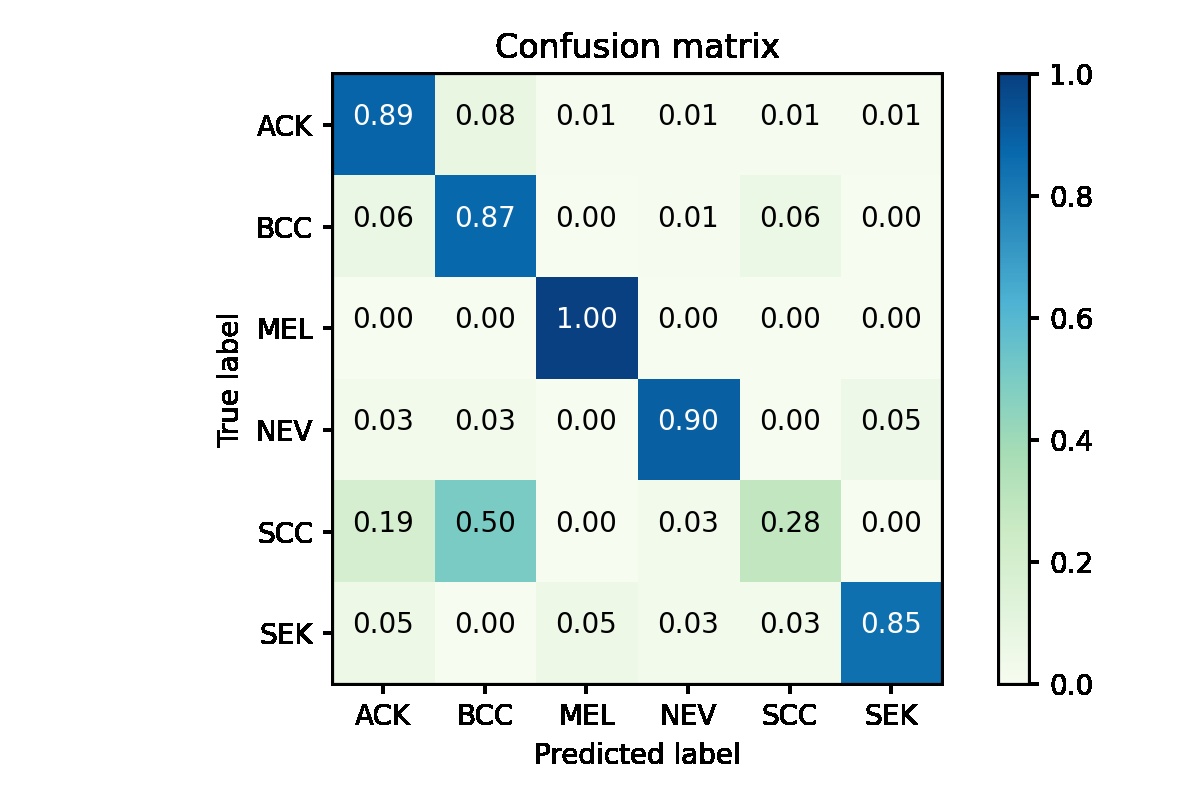 Confusion matrix
ACK 0.89 0.08 0.01 0.01 0.01 0.01
BCC 0.06 0.87 0.00 0.01 0.06 0.00
MEL 0.00 0.00 1.00 0.00 0.00 0.00
NEV 0.03 0.03 0.00 0.90 0.00 0.05
SCC 0.19 0.50 0.00 0.03 0.28 0.00
SEK 0.05 0.00 0.05 0.03 0.03 0.85
ACK BCC MEL NEV SCC SEK
Predicted label
True label
1.0
0.8
0.6
0.4
0.2
0.0